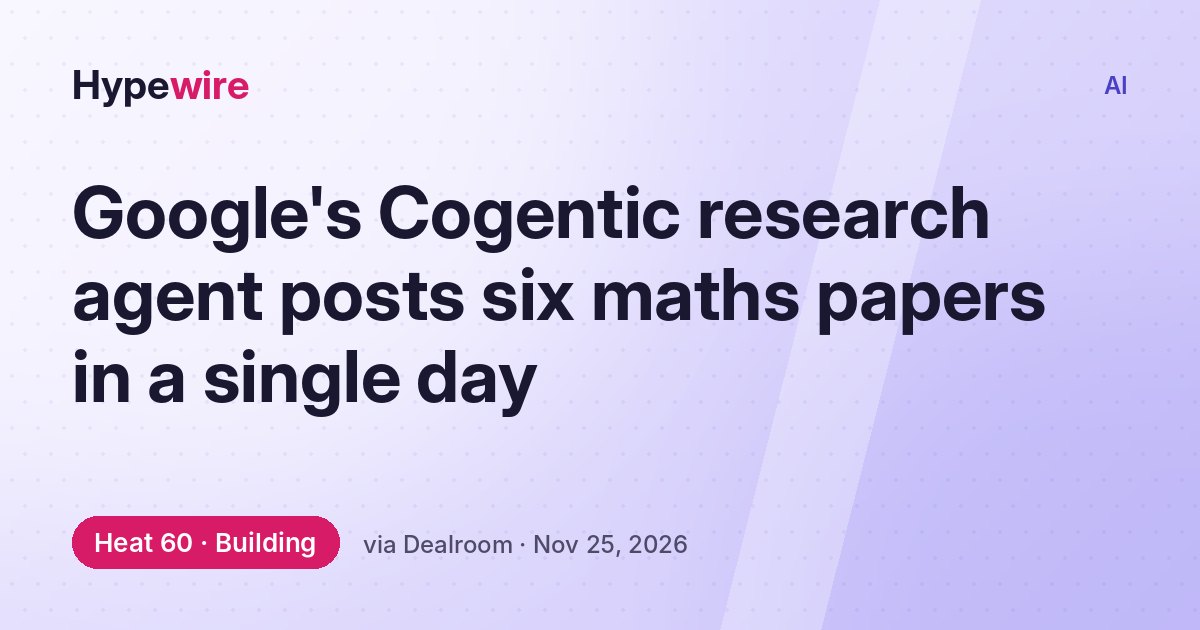 Hypewire
AI
Google's Cogentic research
agent posts six maths papers
in a single day
Heat 60 · Building
via Dealroom · Nov 25, 2026